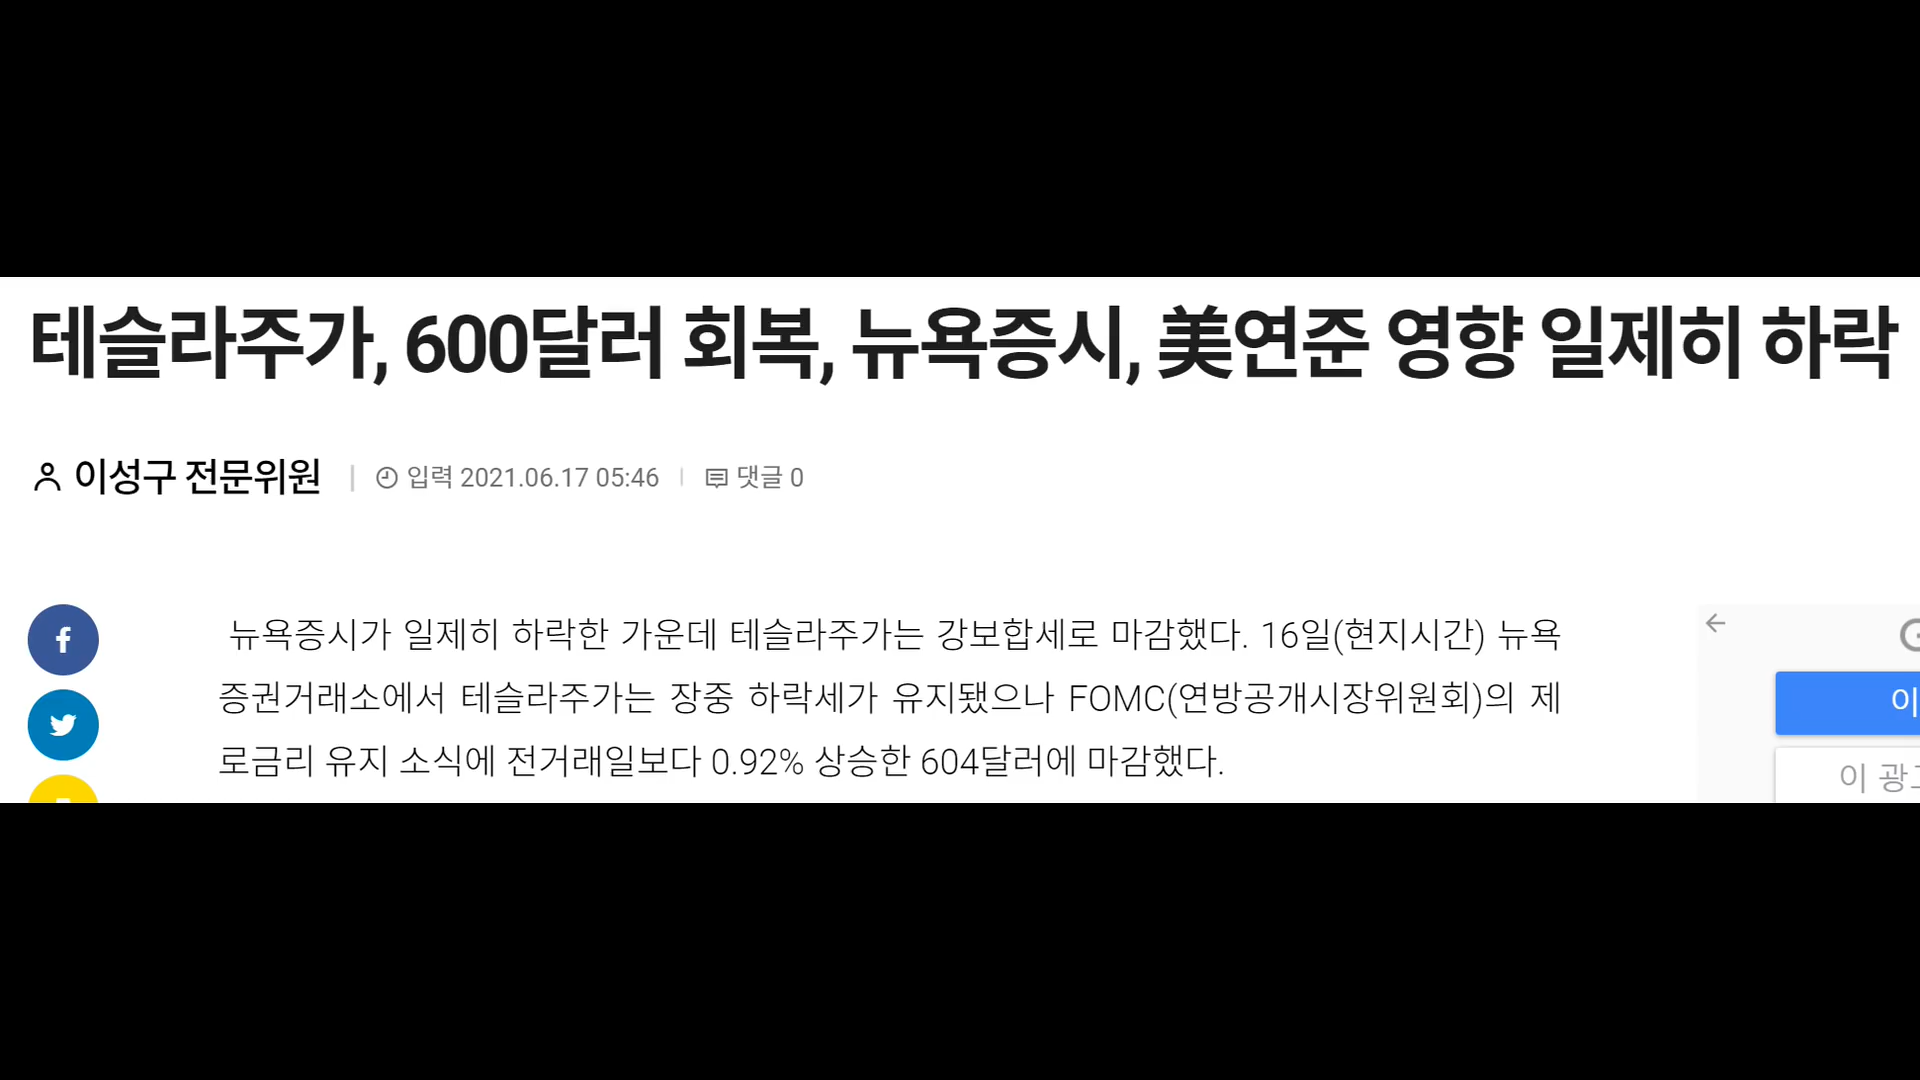 테슬라주가, 600달러 회복, 뉴욕증시, 美연준 영향 일제히 하락
이성구 전문위원 | 입력 2021.06.17 05:46 | 댓글 0
뉴욕증시가 일제히 하락한 가운데 테슬라주가는 강보합세로 마감했다. 16일(현지시간) 뉴욕
증권거래소에서 테슬라주가는 장중 하락세가 유지됐으나 FOMC(연방공개시장위원회)의 제
로금리 유지 소식에 전거래일보다 0.92% 상승한 604달러에 마감했다.
이
이 광고